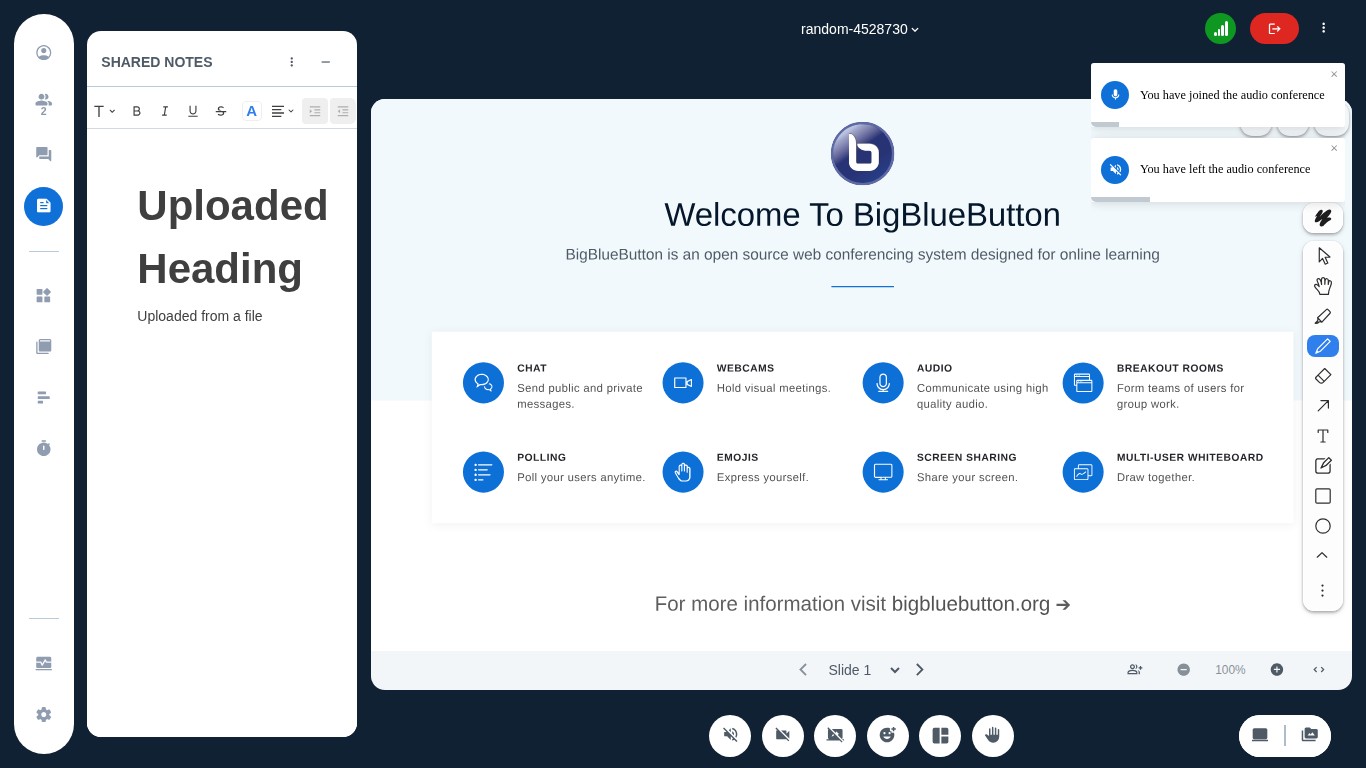 random-4528730
SHARED NOTES
2
Uploaded
Heading
Uploaded from a file
You have joined the audio conference
You have left the audio conference
Welcome To BigBlueButton
BigBlueButton is an open source web conferencing system designed for online learning
CHAT
Send public and private
messages.
WEBCAMS
Hold visual meetings.
AUDIO
Communicate using high
quality audio.
BREAKOUT ROOMS
Form teams of users for
group work.
POLLING
Poll your users anytime.
EMOJIS
Express yourself.
SCREEN SHARING
Share your screen.
MULTI-USER WHITEBOARD
Draw together.
For more information visit bigbluebutton.org ➔
Slide 1
100%